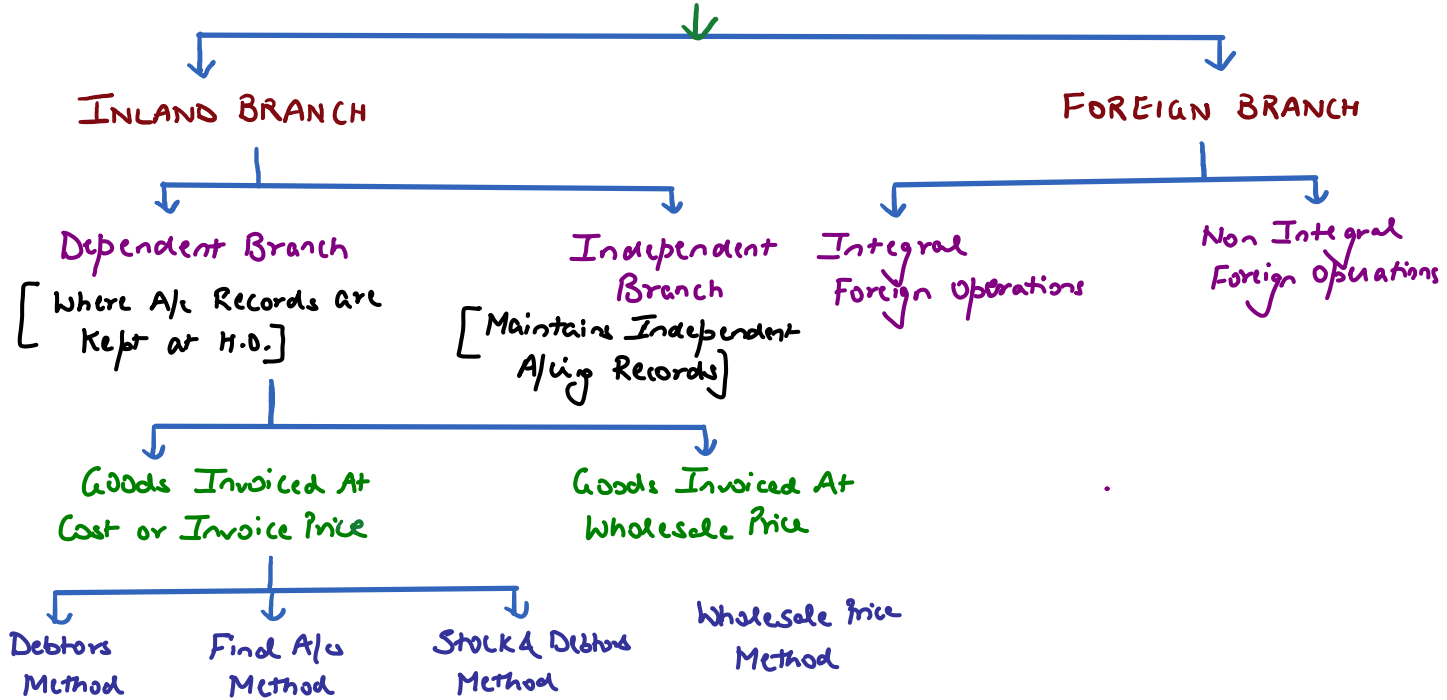 INLAND BRANCH
FOREIGN BRANCH
Dependent Branch
[Where A/c Records are
Kept at H.O.]
Independent
Branch
[Maintains Independent
A/cing Records]
Integral
Foreign Operations
Non Integral
Foreign Operations
Goods Invoiced At
Cost or Invoice Price
Goods Invoiced At
Wholesale Price
Debtors
Method
Final A/cs
Method
Stock & Debtors
Method
Wholesale Price
Method